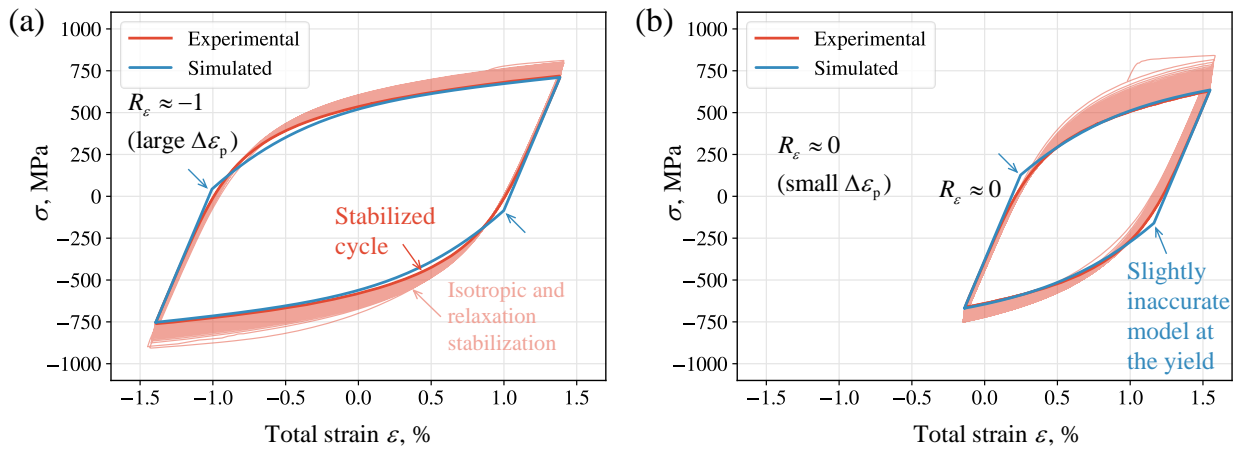 (a)
1000
750
500
250
0
−250
−500
−750
−1000
σ, MPa
Experimental
Simulated
R_ε ≈ −1
(large Δε_p)
Stabilized
cycle
Isotropic and
relaxation
stabilization
−1.5 −1.0 −0.5 0.0 0.5 1.0 1.5
Total strain ε, %
(b)
1000
750
500
250
0
−250
−500
−750
−1000
σ, MPa
Experimental
Simulated
R_ε ≈ 0
(small Δε_p)
R_ε ≈ 0
Slightly
inaccurate
model at
the yield
−1.5 −1.0 −0.5 0.0 0.5 1.0 1.5
Total strain ε, %